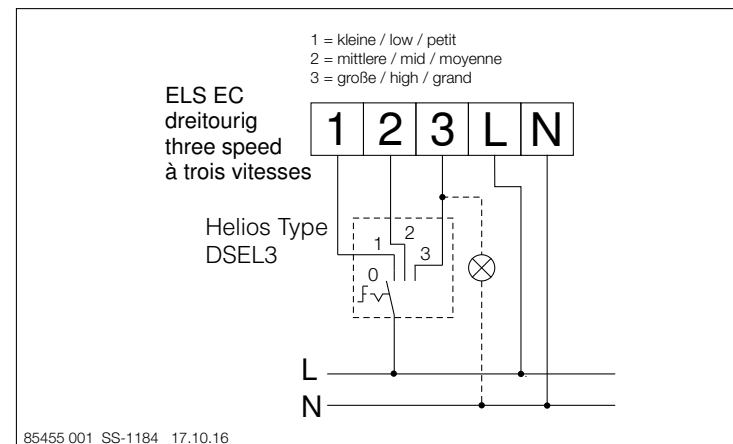 1 = kleine / low / petit
2 = mittlere / mid / moyenne
3 = große / high / grand
ELS EC
dreitourig
three speed
à trois vitesses
1 2 3 L N
Helios Type
DSEL3
0 1 2 3
L
N
85455 001 SS-1184 17.10.16